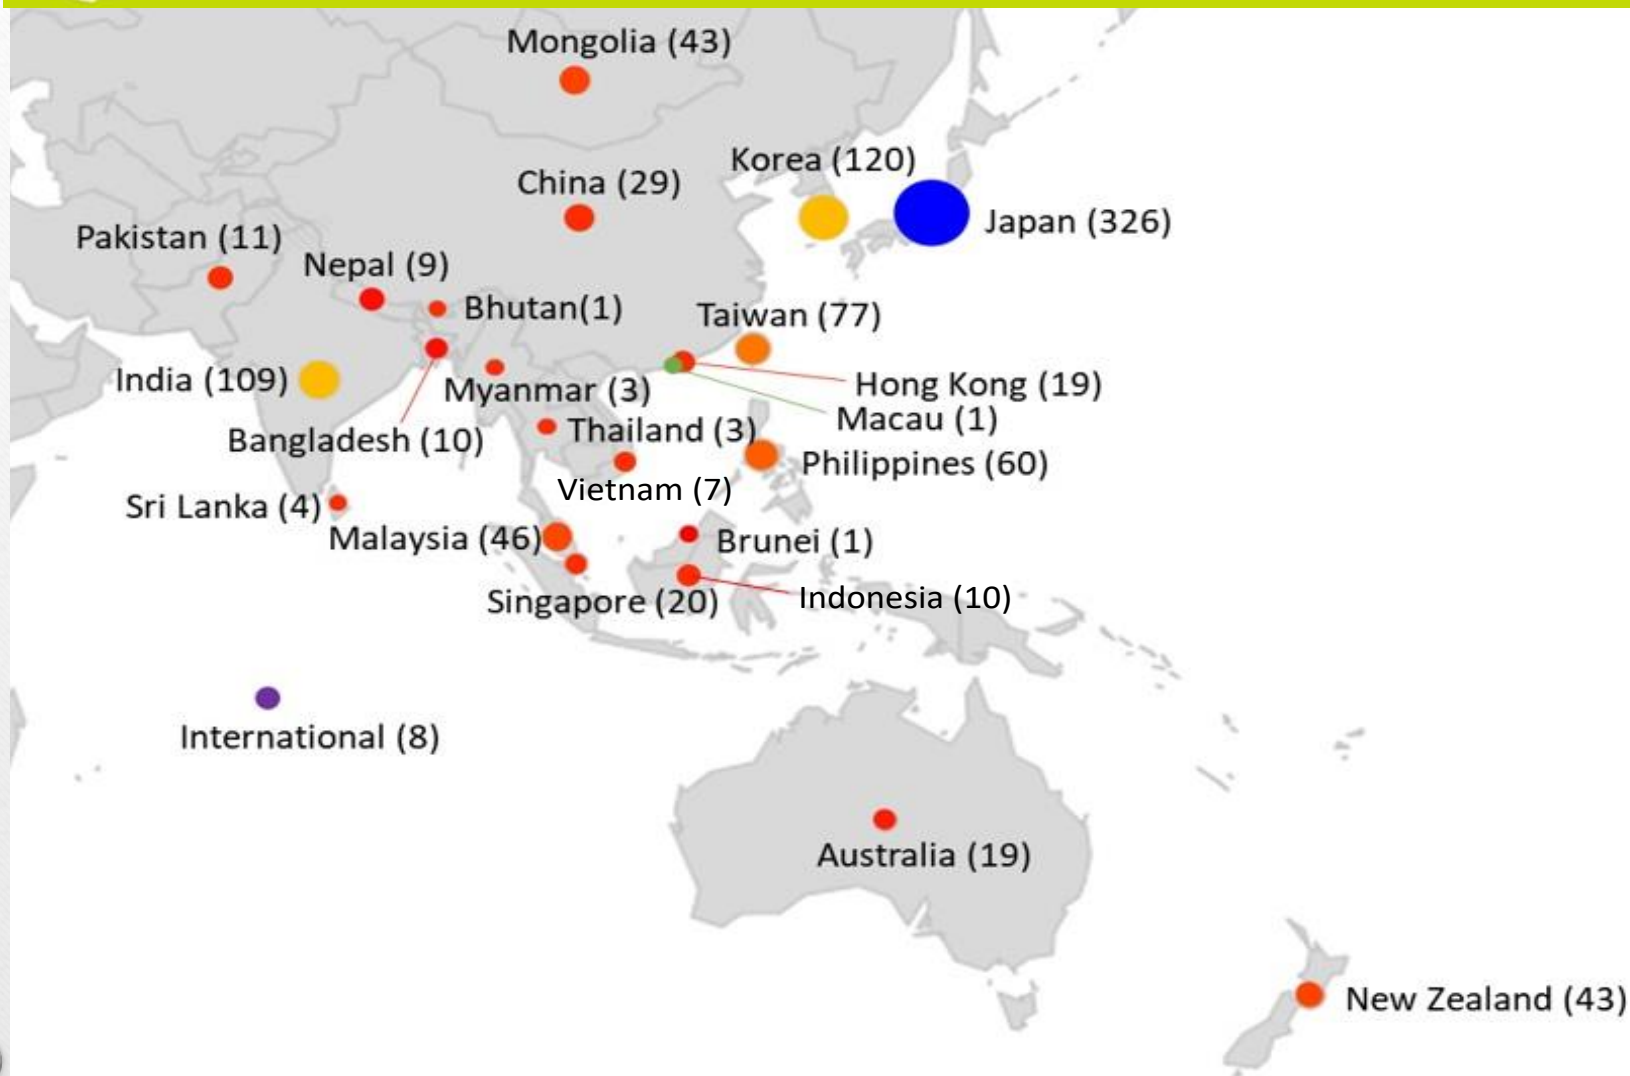 Mongolia (43)
Korea (120)
China (29)
Japan (326)
Pakistan (11)
Nepal (9)
Bhutan(1)
Taiwan (77)
India (109)
Myanmar (3)
Hong Kong (19)
Macau (1)
Bangladesh (10)
Thailand (3)
Philippines (60)
Vietnam (7)
Sri Lanka (4)
Malaysia (46)
Brunei (1)
Singapore (20)
Indonesia (10)
International (8)
Australia (19)
New Zealand (43)